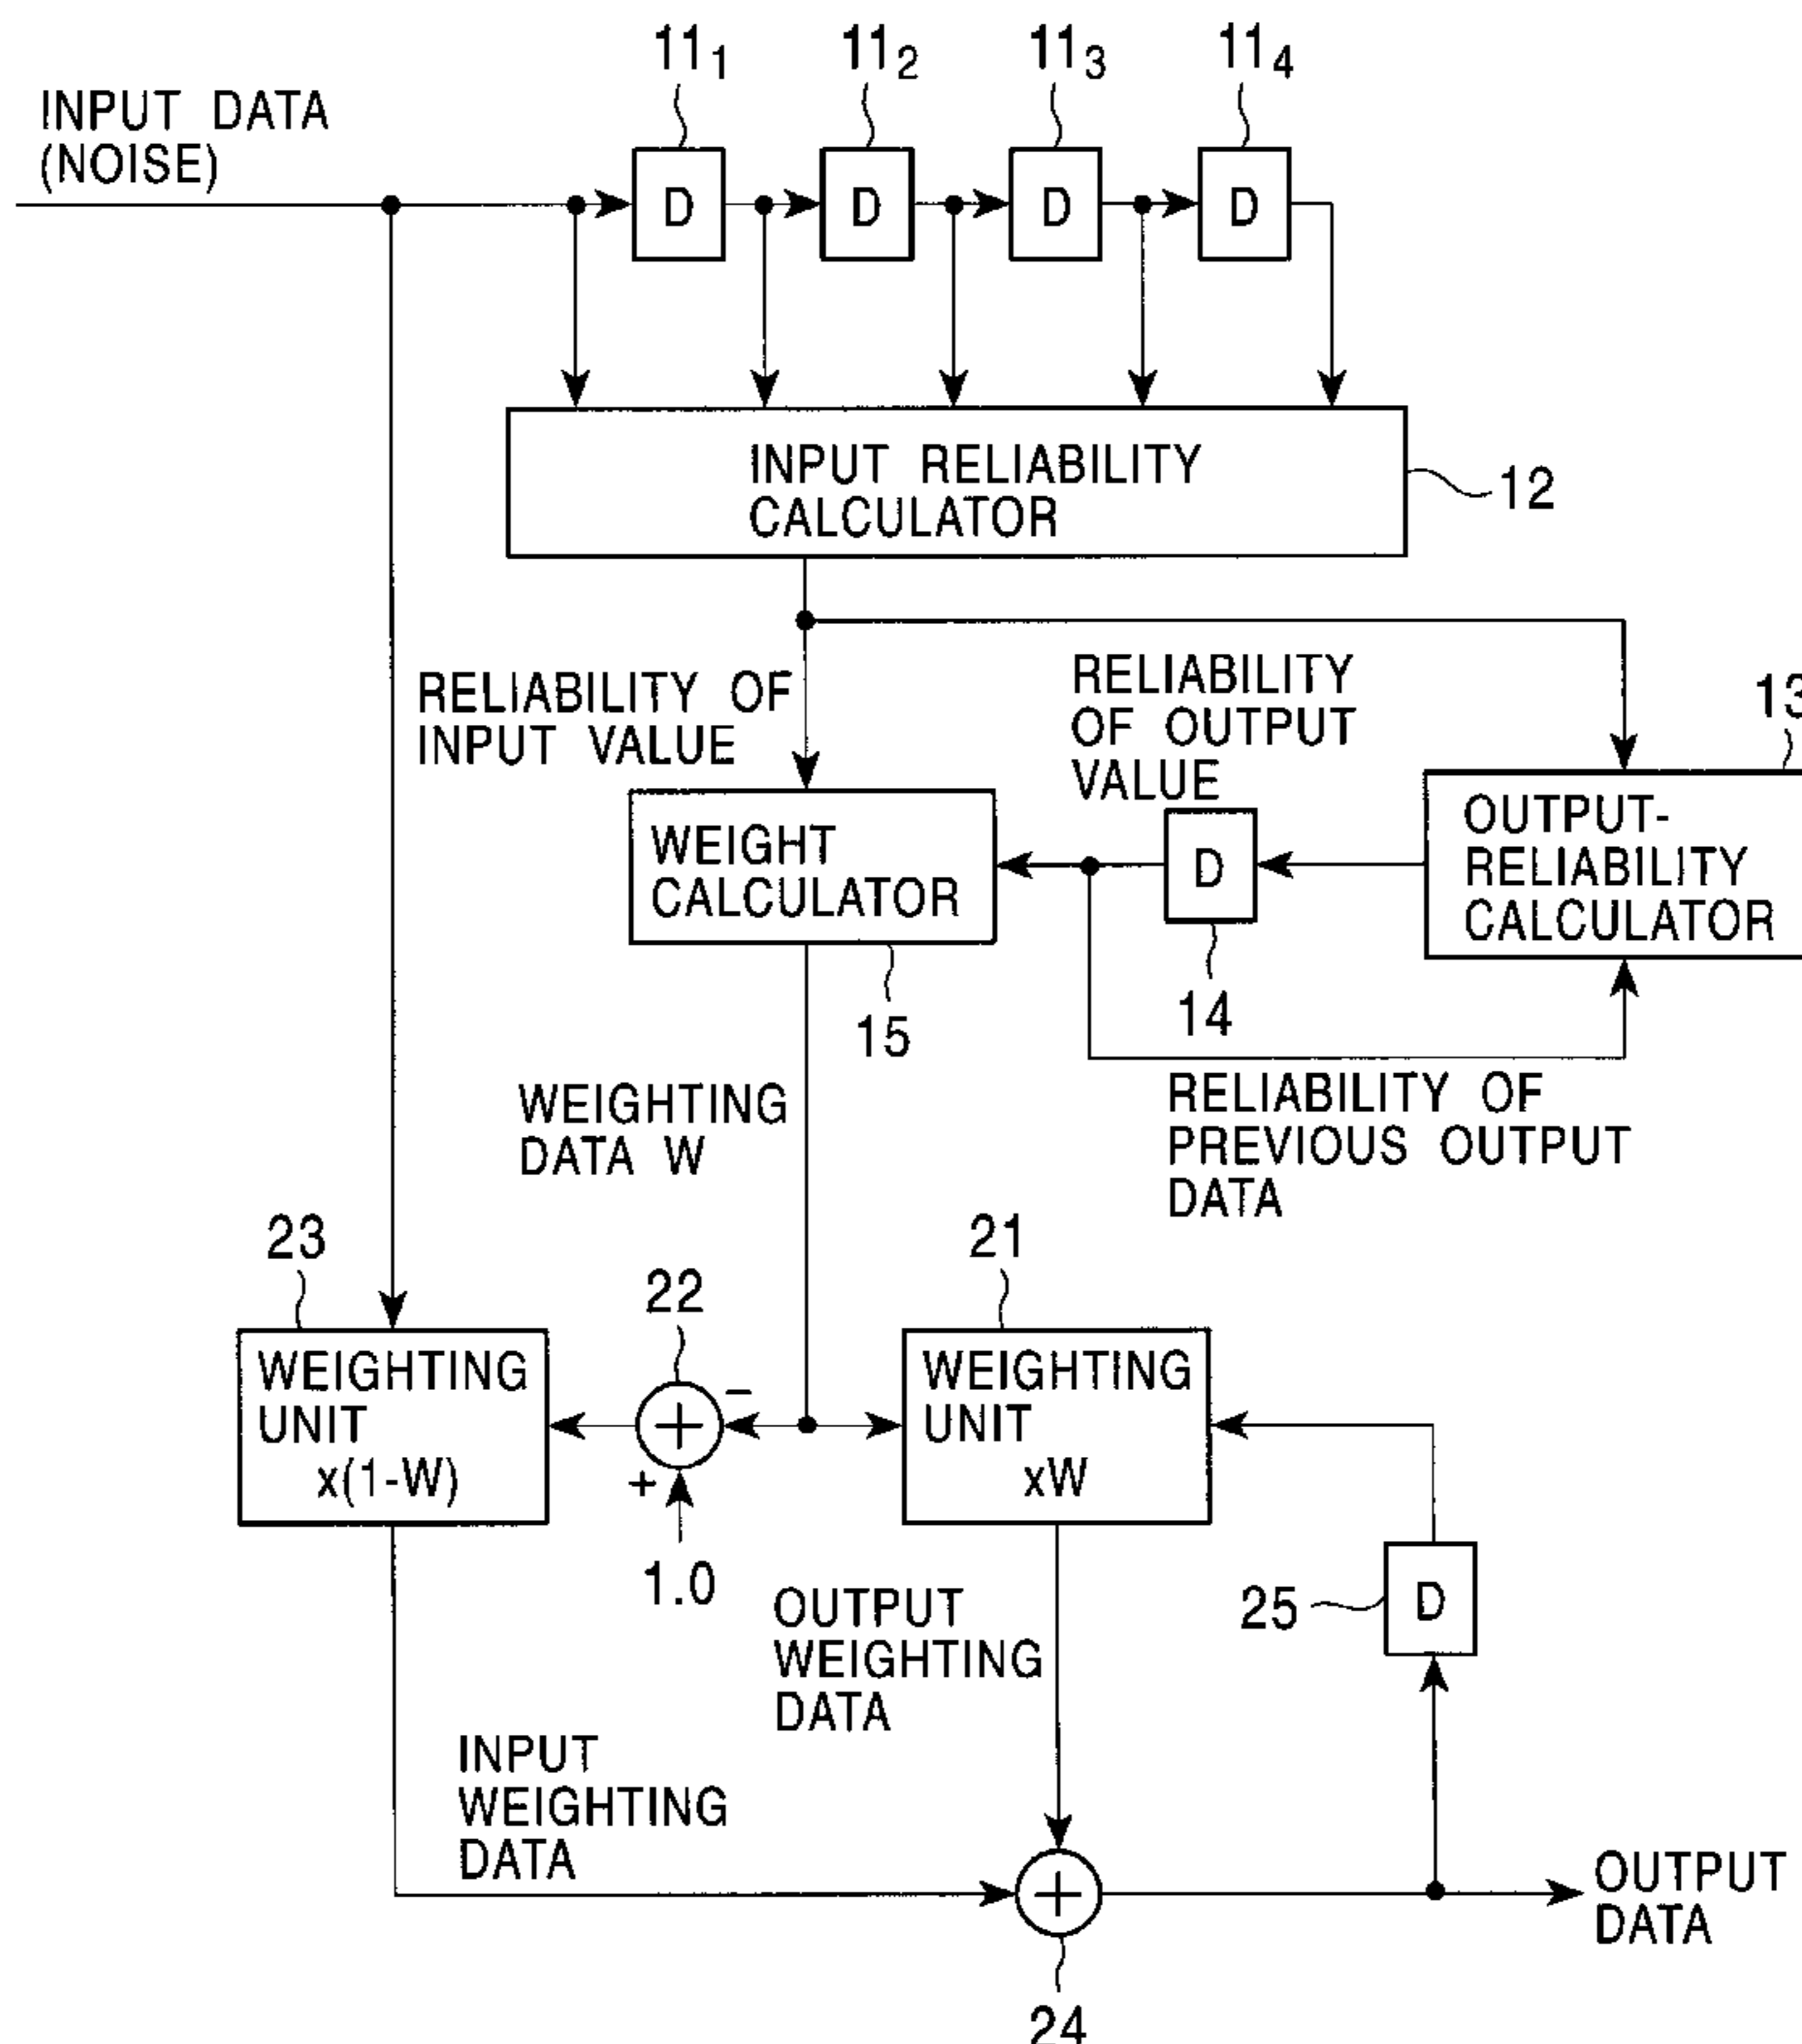 11₁
11₂
11₃
11₄
INPUT DATA
(NOISE)
D
D
D
D
INPUT RELIABILITY
CALCULATOR
12
RELIABILITY OF
INPUT VALUE
RELIABILITY
OF OUTPUT
VALUE
13
WEIGHT
CALCULATOR
15
D
14
OUTPUT-
RELIABILITY
CALCULATOR
RELIABILITY OF
PREVIOUS OUTPUT
DATA
WEIGHTING
DATA W
23
22
21
WEIGHTING
UNIT
x(1-W)
+
−
+
1.0
WEIGHTING
UNIT
xW
25
D
OUTPUT
WEIGHTING
DATA
INPUT
WEIGHTING
DATA
+
24
OUTPUT
DATA